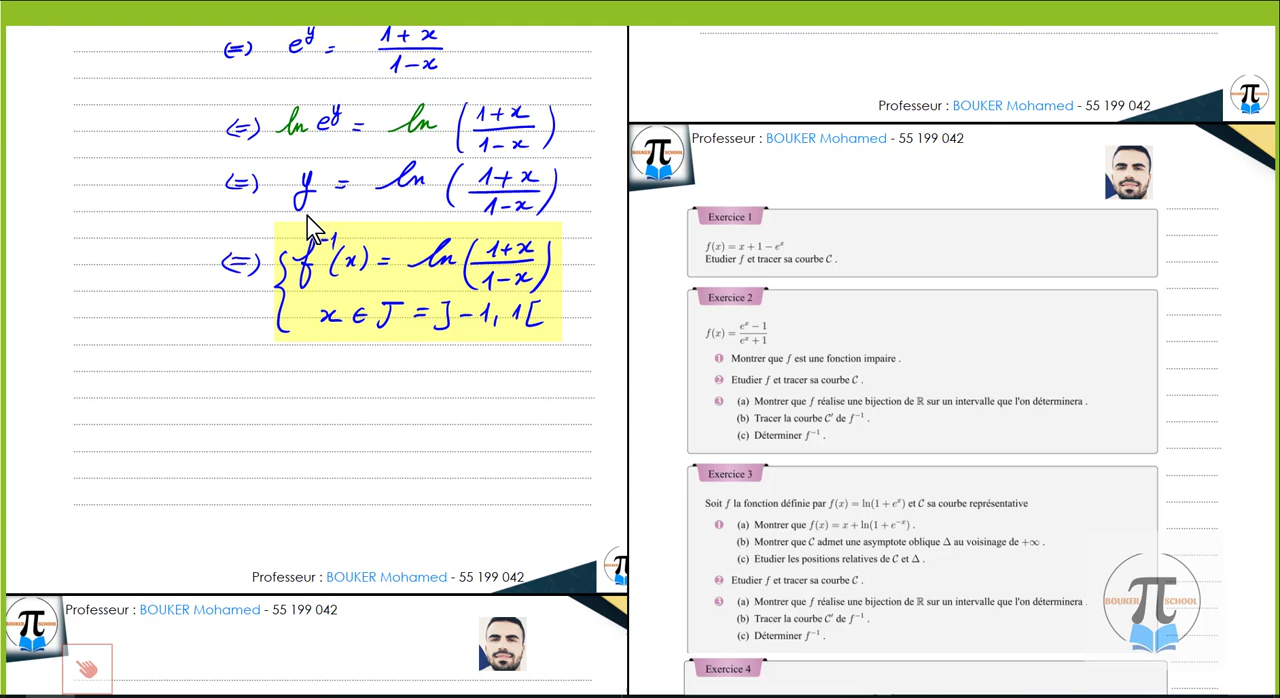 ⇔ e^y = (1+x)/(1-x)
⇔ ln e^y = ln ((1+x)/(1-x))
⇔ y = ln ((1+x)/(1-x))
⇔ { f^-1(x) = ln((1+x)/(1-x))
x ∈ J = ]-1, 1[
Professeur : BOUKER Mohamed - 55 199 042
Professeur : BOUKER Mohamed - 55 199 042
Professeur : BOUKER Mohamed - 55 199 042
Professeur : BOUKER Mohamed - 55 199 042
π
BOUKER SCHOOL
Exercice 1
f(x) = x + 1 − e^x
Etudier f et tracer sa courbe C .
Exercice 2
f(x) = (e^x − 1)/(e^x + 1)
1 Montrer que f est une fonction impaire .
2 Etudier f et tracer sa courbe C .
3 (a) Montrer que f réalise une bijection de ℝ sur un intervalle que l'on déterminera .
(b) Tracer la courbe C' de f^−1 .
(c) Déterminer f^−1 .
Exercice 3
Soit f la fonction définie par f(x) = ln(1 + e^x) et C sa courbe représentative
1 (a) Montrer que f(x) = x + ln(1 + e^−x) .
(b) Montrer que C admet une asymptote oblique Δ au voisinage de +∞ .
(c) Etudier les positions relatives de C et Δ .
2 Etudier f et tracer sa courbe C .
3 (a) Montrer que f réalise une bijection de ℝ sur un intervalle que l'on déterminera .
(b) Tracer la courbe C' de f^−1 .
(c) Déterminer f^−1 .
π
BOUKER SCHOOL
Exercice 4